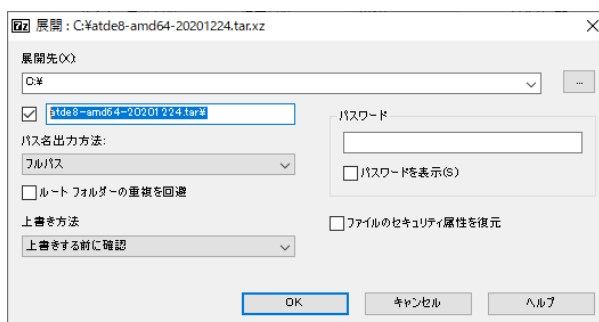 7z 展開 : C:¥atde8-amd64-20201224.tar.xz
展開先(X):
C:¥
...
atde8-amd64-20201224.tar¥
パス名出力方法:
フルパス
ルート フォルダーの重複を回避
上書き方法
上書きする前に確認
パスワード
パスワードを表示(S)
ファイルのセキュリティ属性を復元
OK
キャンセル
ヘルプ